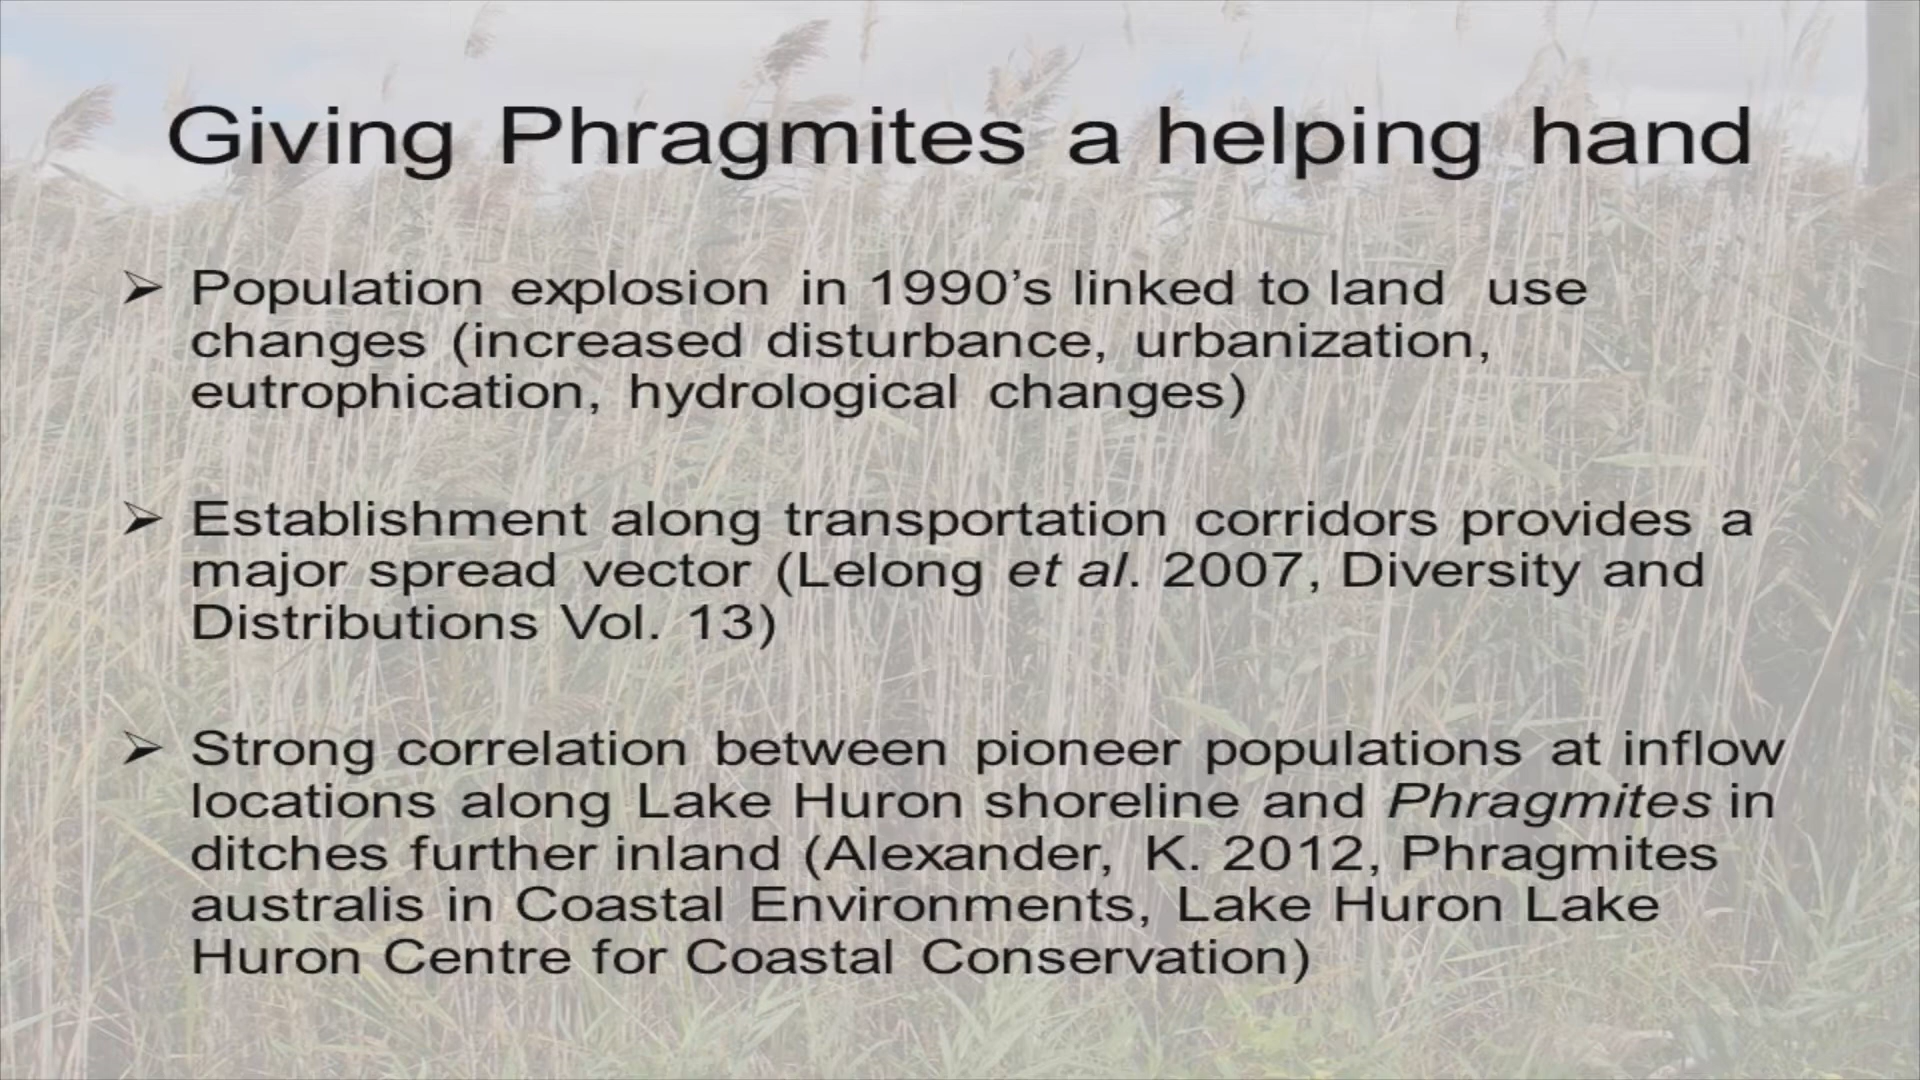 Giving Phragmites a helping hand
➢ Population explosion in 1990’s linked to land use
changes (increased disturbance, urbanization,
eutrophication, hydrological changes)
➢ Establishment along transportation corridors provides a
major spread vector (Lelong et al. 2007, Diversity and
Distributions Vol. 13)
➢ Strong correlation between pioneer populations at inflow
locations along Lake Huron shoreline and Phragmites in
ditches further inland (Alexander, K. 2012, Phragmites
australis in Coastal Environments, Lake Huron Lake
Huron Centre for Coastal Conservation)